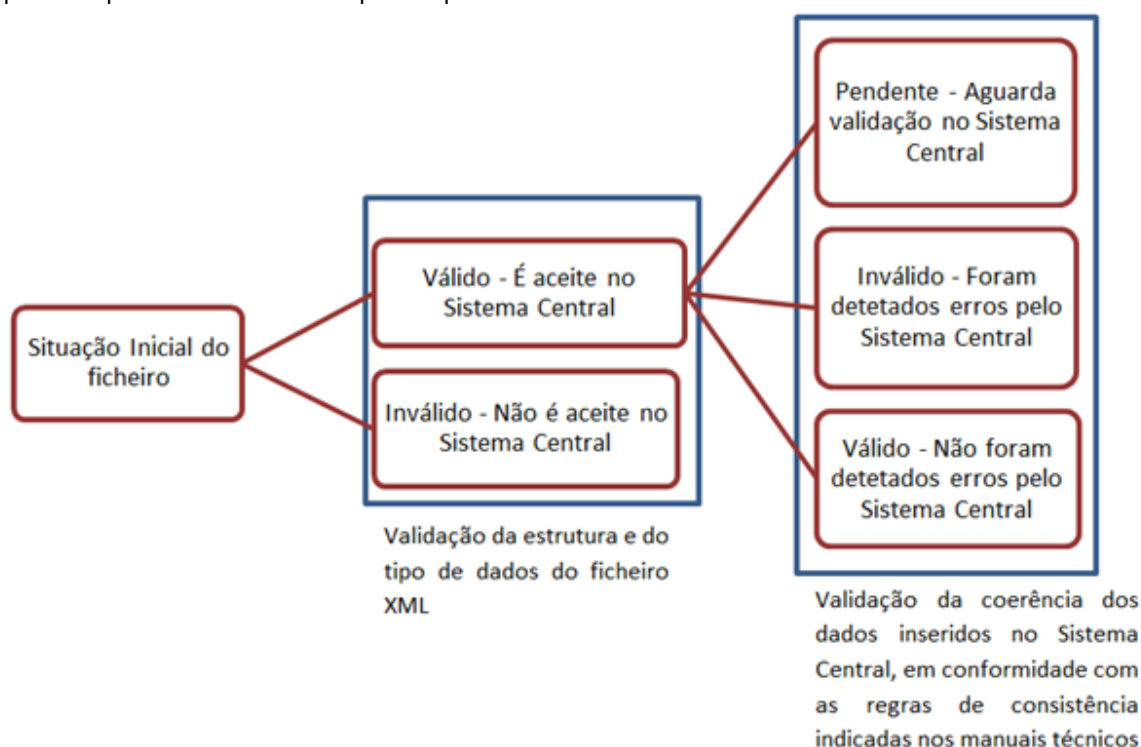 Situação Inicial do
ficheiro
Válido - É aceite no
Sistema Central
Inválido - Não é aceite no
Sistema Central
Validação da estrutura e do
tipo de dados do ficheiro
XML
Pendente - Aguarda
validação no Sistema
Central
Inválido - Foram
detetados erros pelo
Sistema Central
Válido - Não foram
detetados erros pelo
Sistema Central
Validação da coerência dos
dados inseridos no Sistema
Central, em conformidade com
as regras de consistência
indicadas nos manuais técnicos